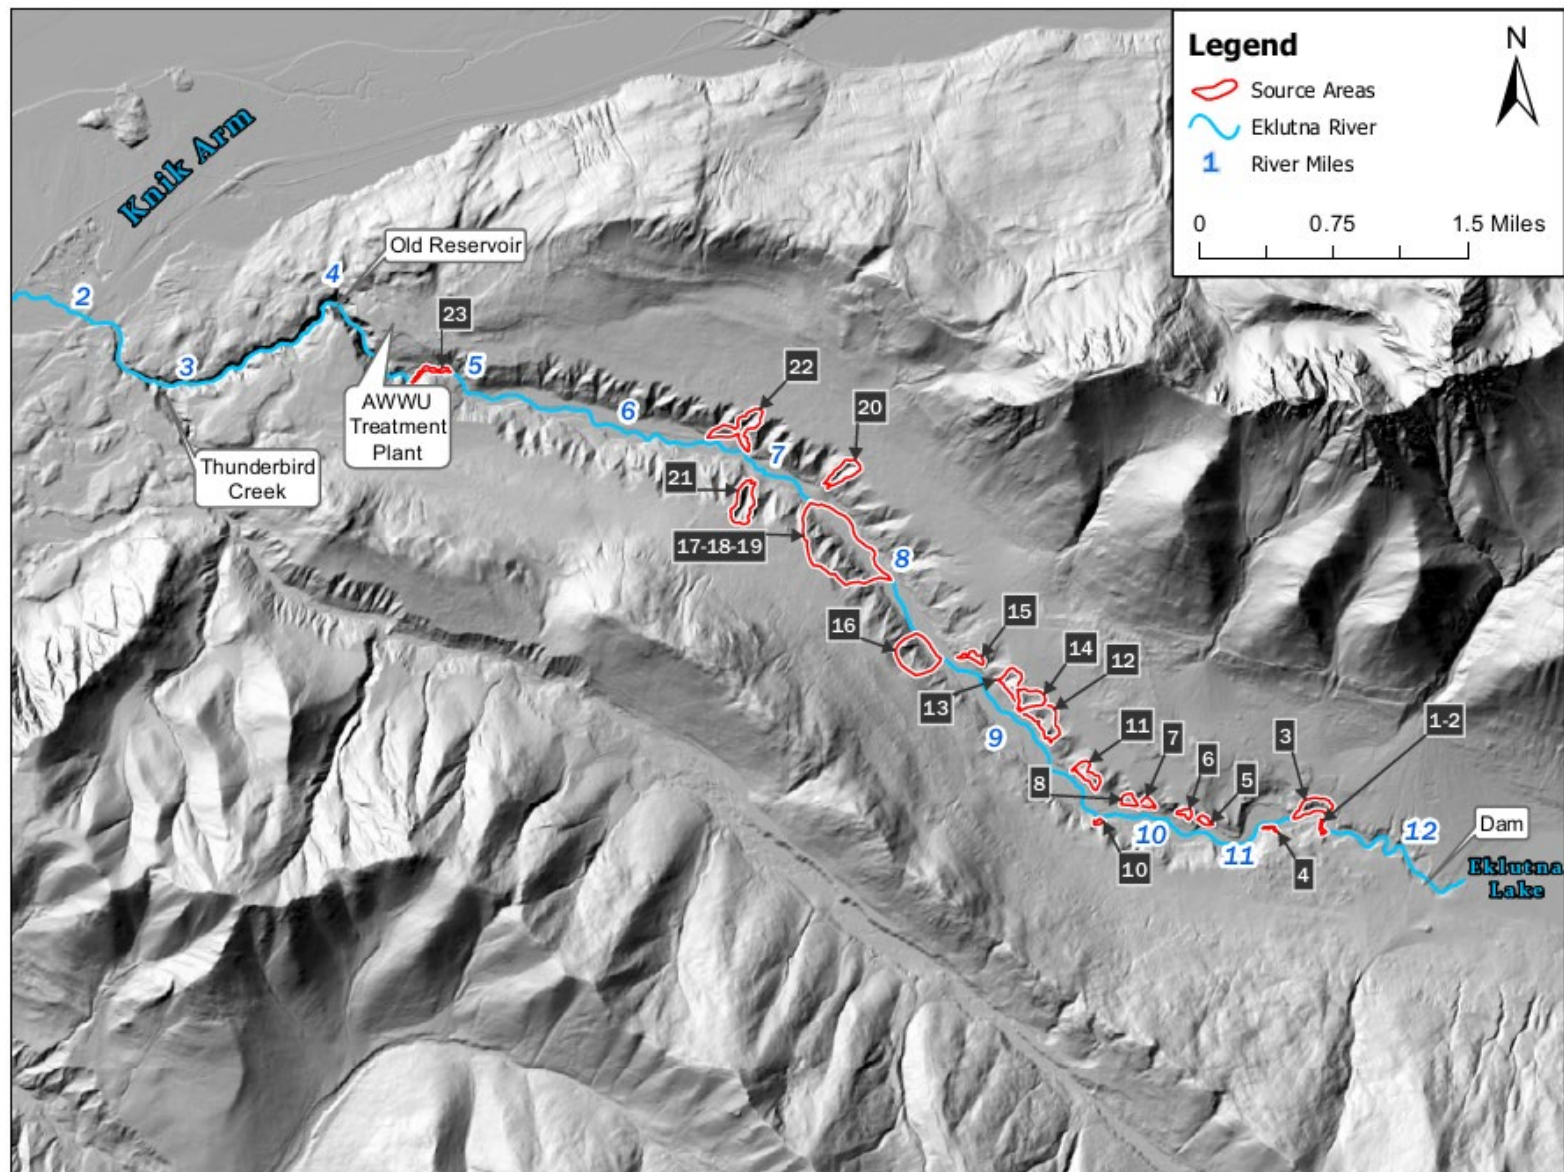 Legend
N
Source Areas
Eklutna River
1 River Miles
0 0.75 1.5 Miles
Knik Arm
Old Reservoir
4
2
23
3
5
22
AWWU
Treatment
Plant
6
20
Thunderbird
Creek
7
21
17-18-19
8
15
16
14
12
13
9
1-2
11
7
3
6
5
8
12
Dam
10
11
4
10
Eklutna
Lake